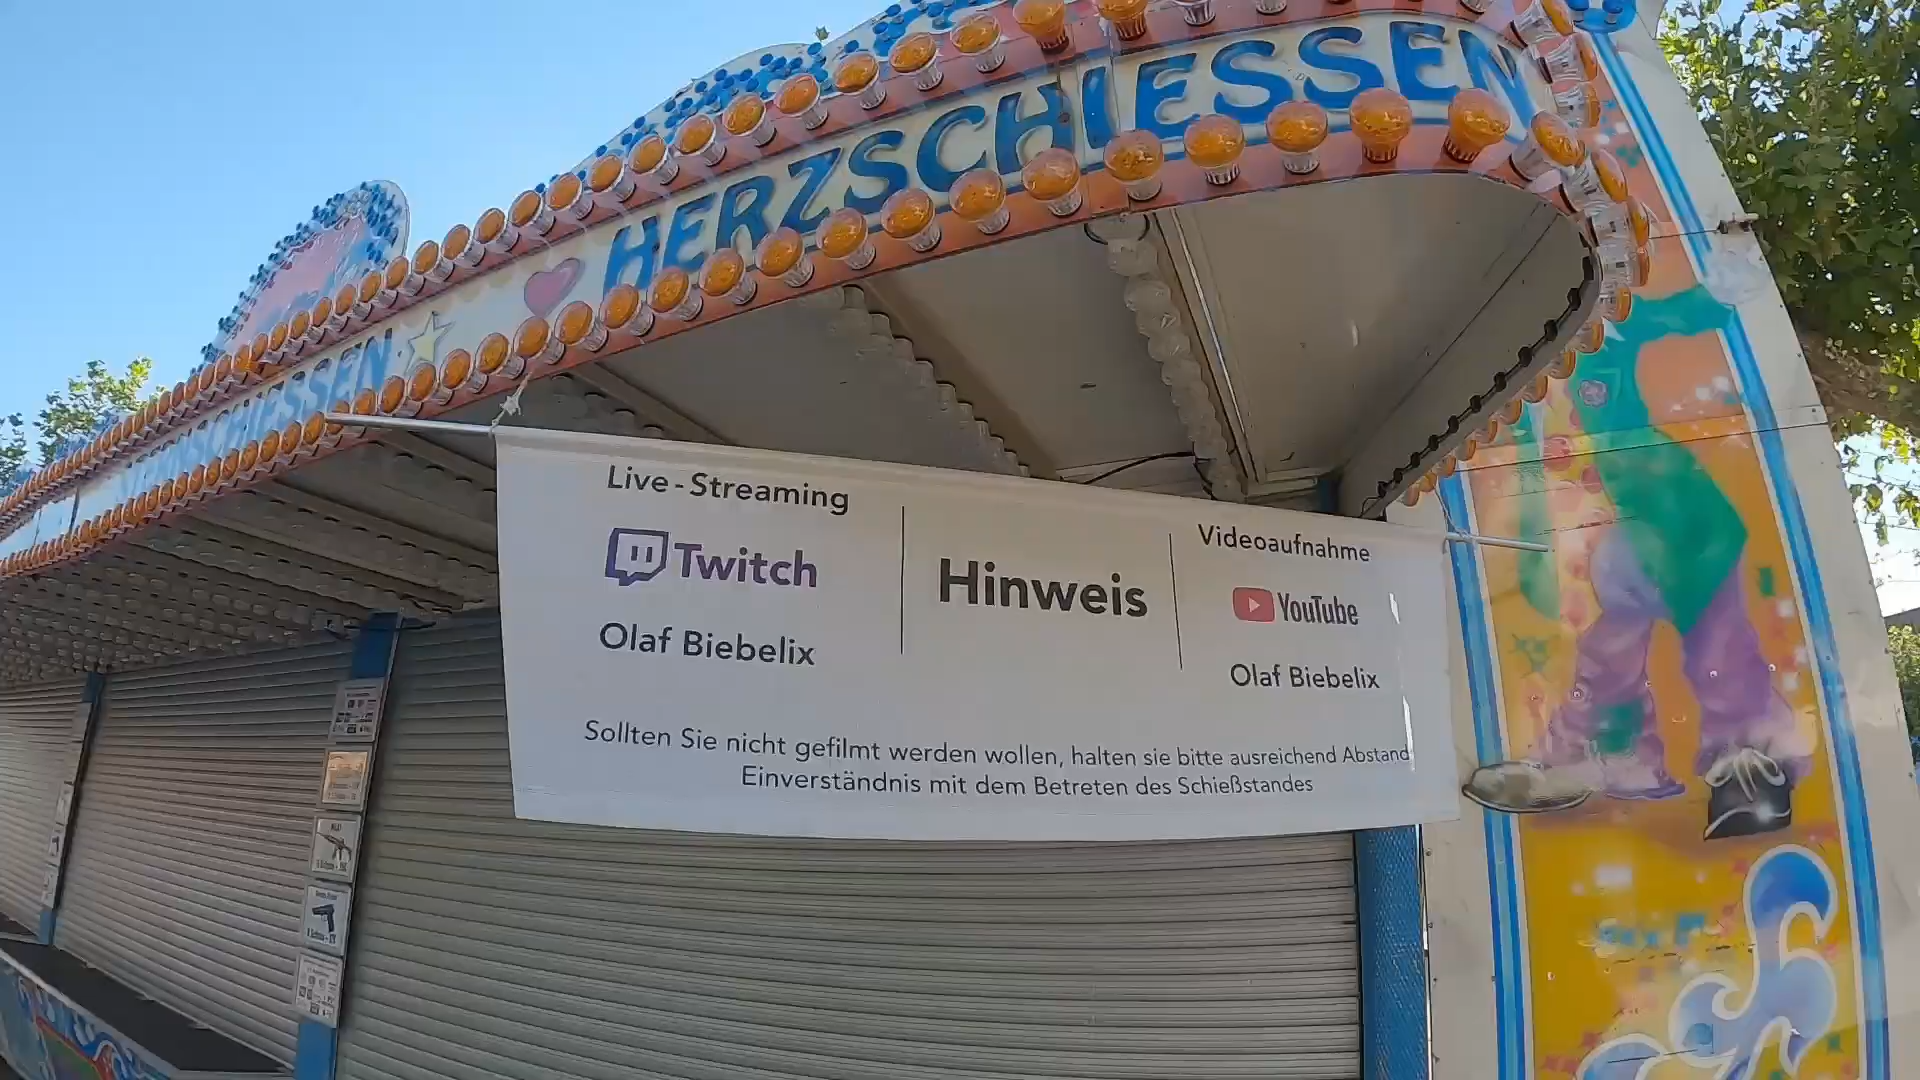 HERZSCHIESSEN
SCHIESSEN
Live-Streaming
Twitch
Olaf Biebelix
Hinweis
Videoaufnahme
YouTube
Olaf Biebelix
Sollten Sie nicht gefilmt werden wollen, halten sie bitte ausreichend Abstand
Einverständnis mit dem Betreten des Schießstandes